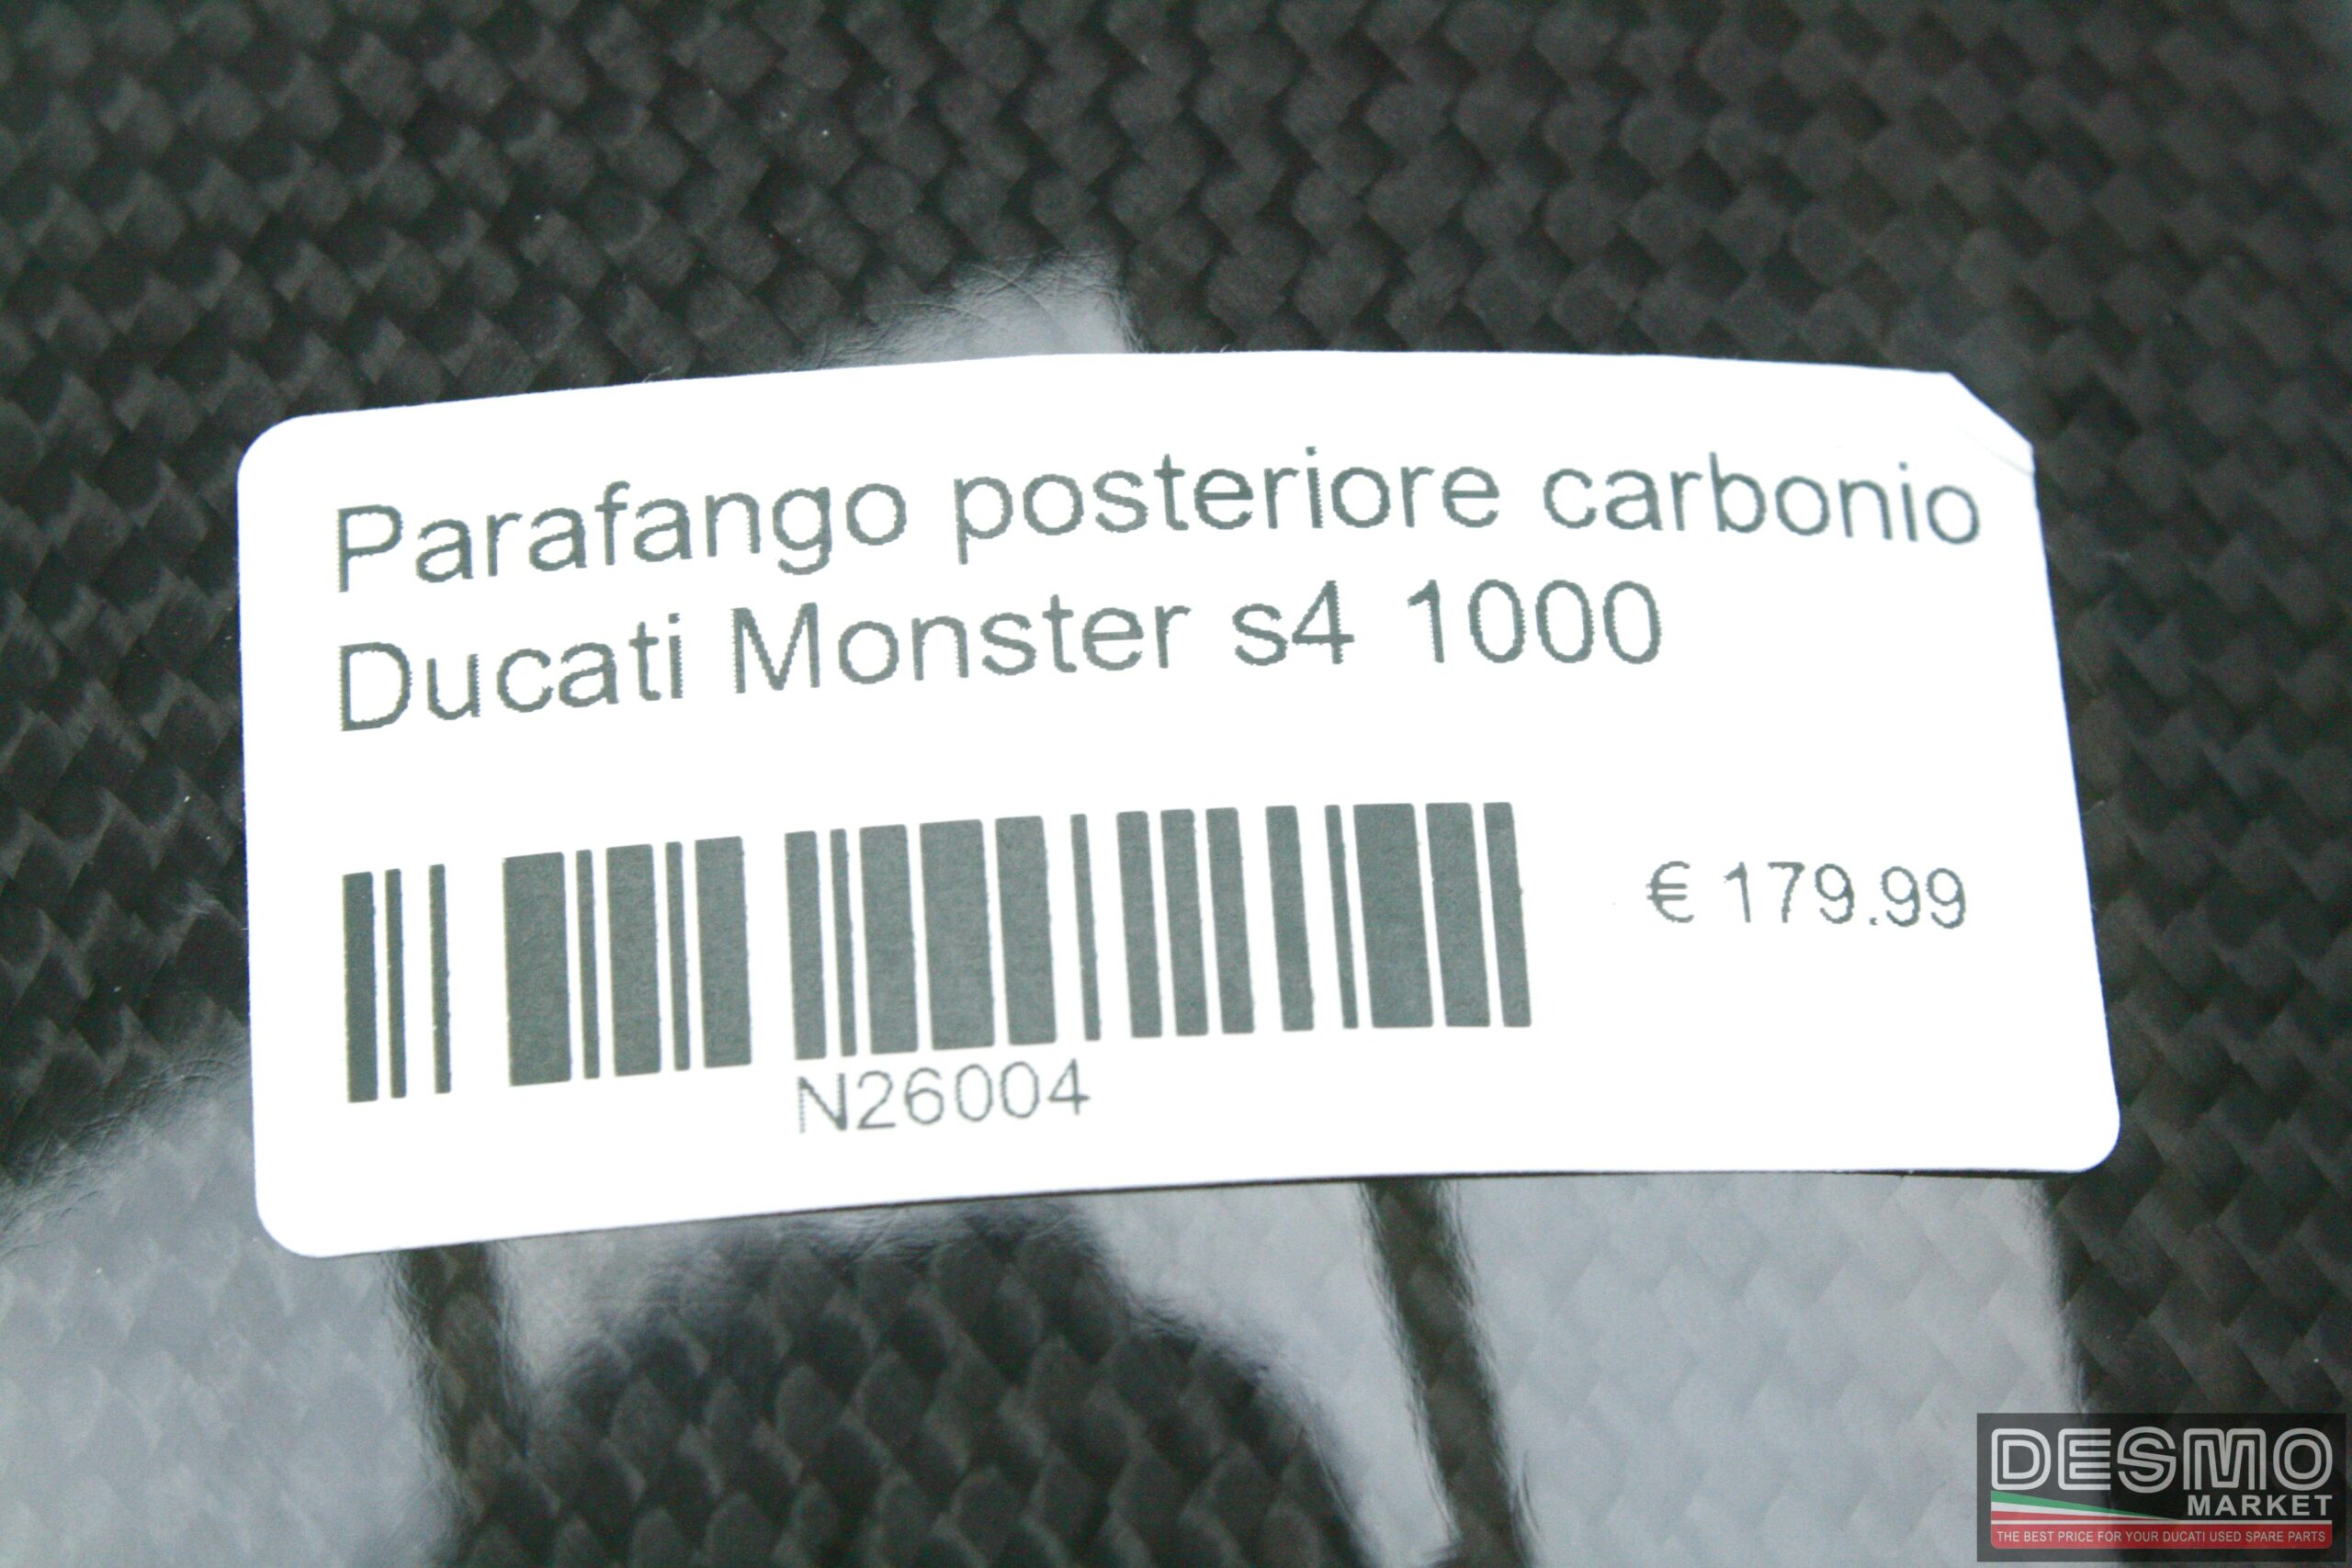 Parafango posteriore carbonio
Ducati Monster s4 1000
€ 179.99
N26004
DESMO
MARKET
THE BEST PRICE FOR YOUR DUCATI USED SPARE PARTS